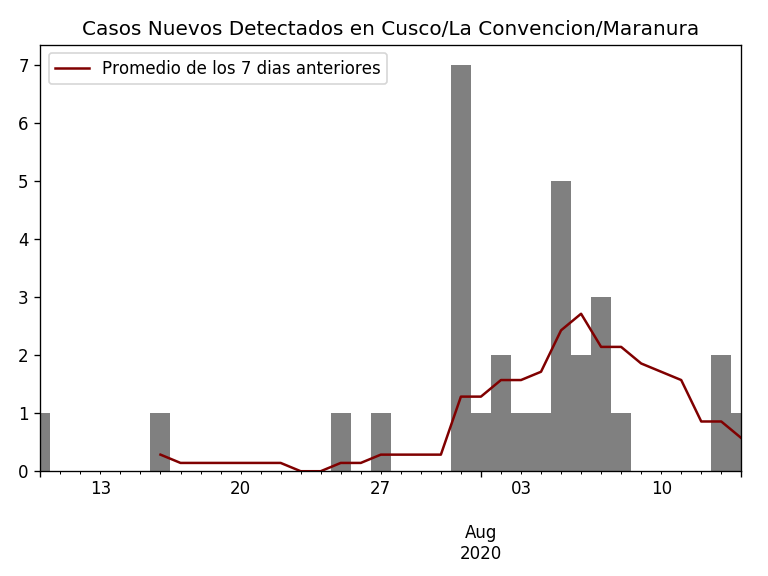 Casos Nuevos Detectados en Cusco/La Convencion/Maranura
Promedio de los 7 dias anteriores
7
6
5
4
3
2
1
0
13 20 27 03 10
Aug
2020